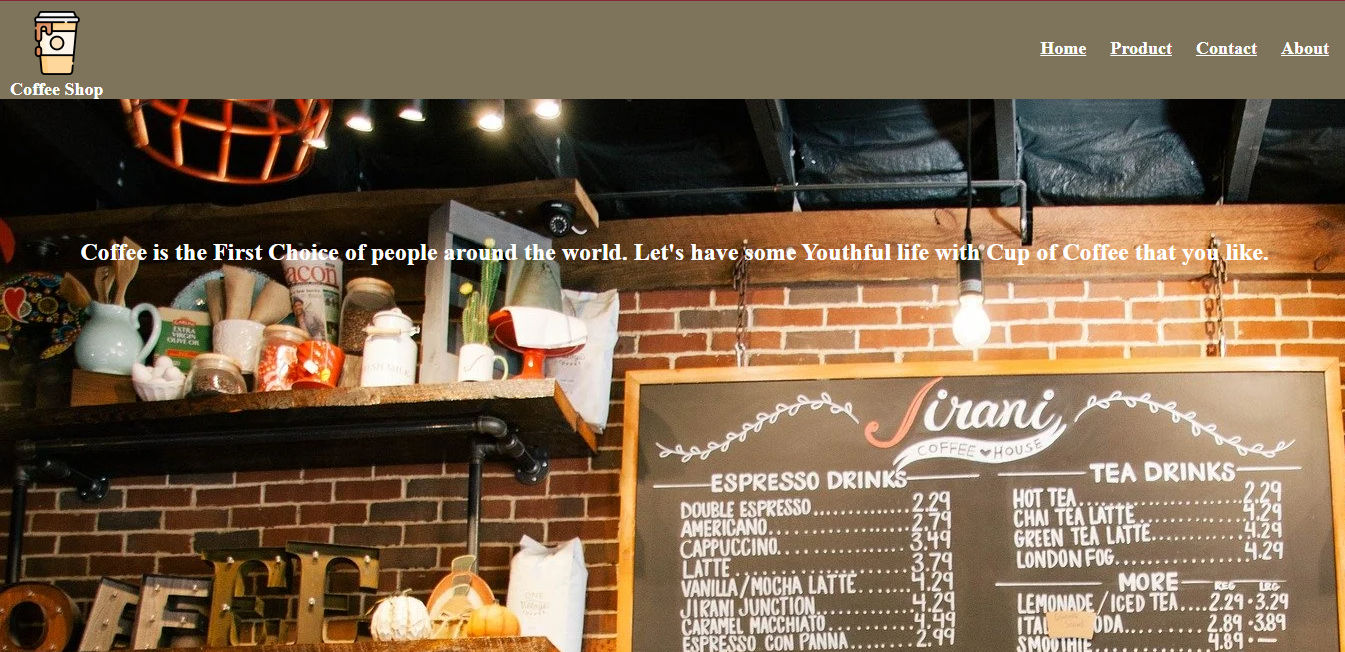 Home Product Contact About
Coffee Shop
Coffee is the First Choice of people around the world. Let's have some Youthful life with Cup of Coffee that you like.
EXTRA
VIRGIN
OLIVE OIL
Jirani
COFFEE HOUSE
ESPRESSO DRINKS
DOUBLE ESPRESSO 2.29
AMERICANO 2.79
CAPPUCCINO 3.49
LATTE 3.79
VANILLA/MOCHA LATTE 4.29
JIRANI JUNCTION 4.29
CARAMEL MACCHIATO 4.49
ESPRESSO CON PANNA 2.99
TEA DRINKS
HOT TEA 2.29
CHAI TEA LATTE 4.29
GREEN TEA LATTE 4.29
LONDON FOG 4.29
MORE REG LRG
LEMONADE/ICED TEA 2.29 • 3.29
2.89 • 3.89
SMOOTHIE 4.89 • —
OFFEE